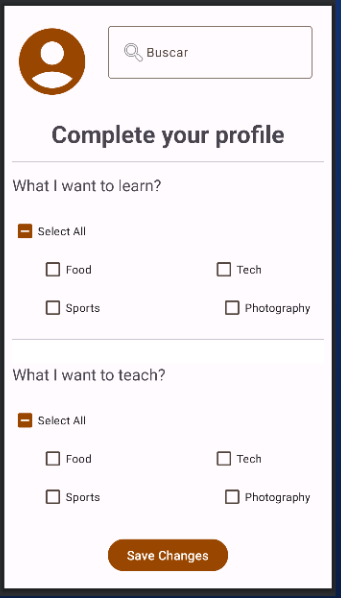 Buscar
Complete your profile
What I want to learn?
Select All
Food Tech
Sports Photography
What I want to teach?
Select All
Food Tech
Sports Photography
Save Changes